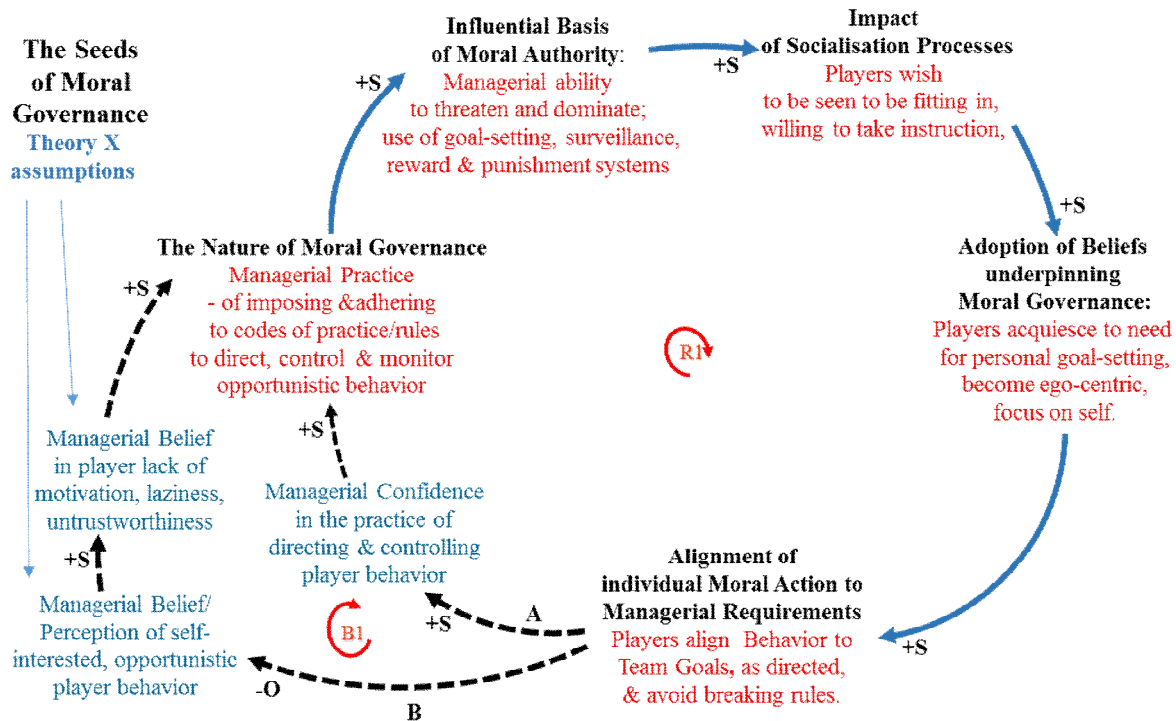 The Seeds
of Moral
Governance
Theory X
assumptions
Influential Basis
of Moral Authority:
Managerial ability
to threaten and dominate;
use of goal-setting, surveillance,
reward & punishment systems
+S
Impact
of Socialisation Processes
Players wish
to be seen to be fitting in,
willing to take instruction,
+S
+S
Adoption of Beliefs
underpinning
Moral Governance:
Players acquiesce to need
for personal goal-setting,
become ego-centric,
focus on self.
The Nature of Moral Governance
Managerial Practice
- of imposing &adhering
to codes of practice/rules
to direct, control & monitor
opportunistic behavior
+S
R1
+S
Managerial Belief
in player lack of
motivation, laziness,
untrustworthiness
+S
Managerial Confidence
in the practice of
directing & controlling
player behavior
Managerial Belief/
Perception of self-
interested, opportunistic
player behavior
B1
+S
A
-O
B
Alignment of
individual Moral Action to
Managerial Requirements
Players align Behavior to
Team Goals, as directed,
& avoid breaking rules.
+S